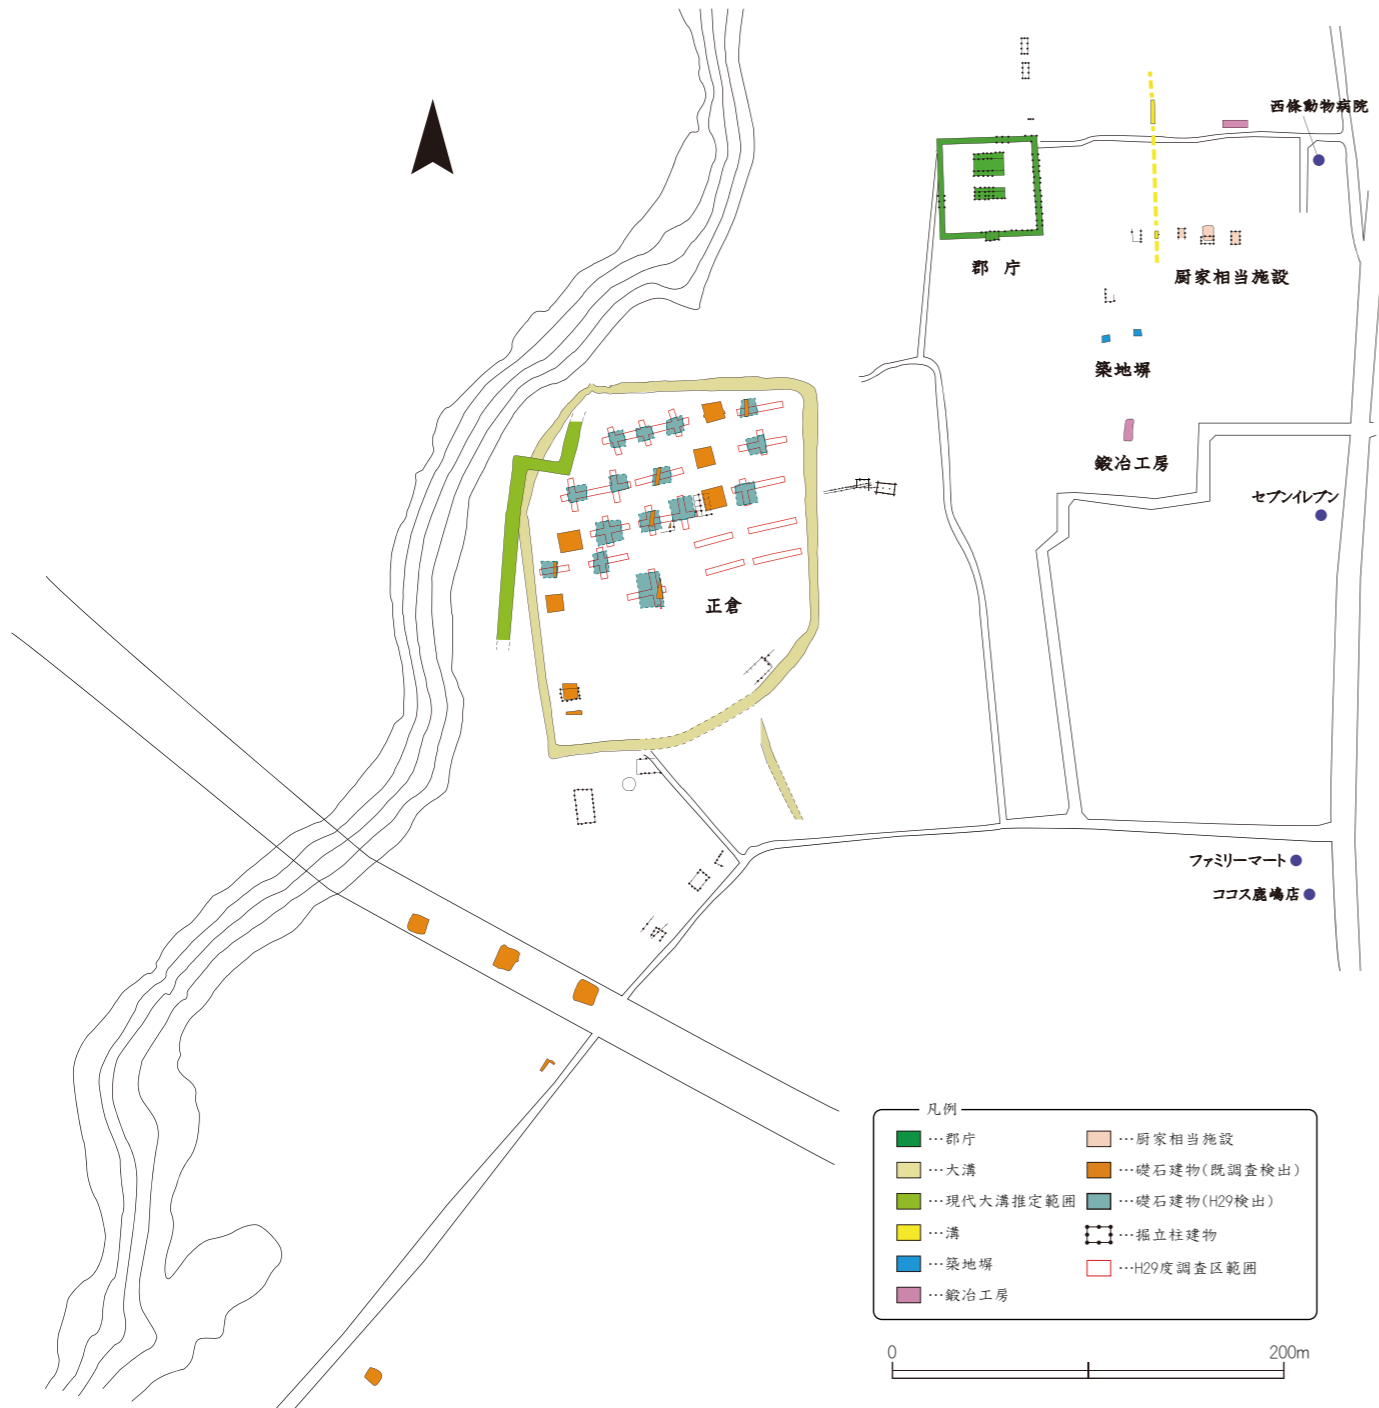 西條動物病院
郡 庁
厨家相当施設
築地塀
鍛冶工房
セブンイレブン
正倉
ファミリーマート
ココス鹿嶋店
凡例
…郡庁
…大溝
…現代大溝推定範囲
…溝
…築地塀
…鍛冶工房
…厨家相当施設
…礎石建物(既調査検出)
…礎石建物(H29検出)
…掘立柱建物
…H29度調査区範囲
0 200m